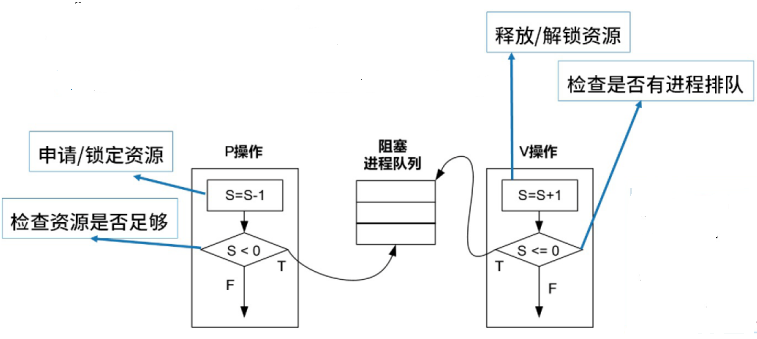 释放/解锁资源
检查是否有进程排队
申请/锁定资源
检查资源是否足够
P操作
S=S-1
S < 0
T
F
阻塞
进程队列
V操作
S=S+1
S <= 0
T
F